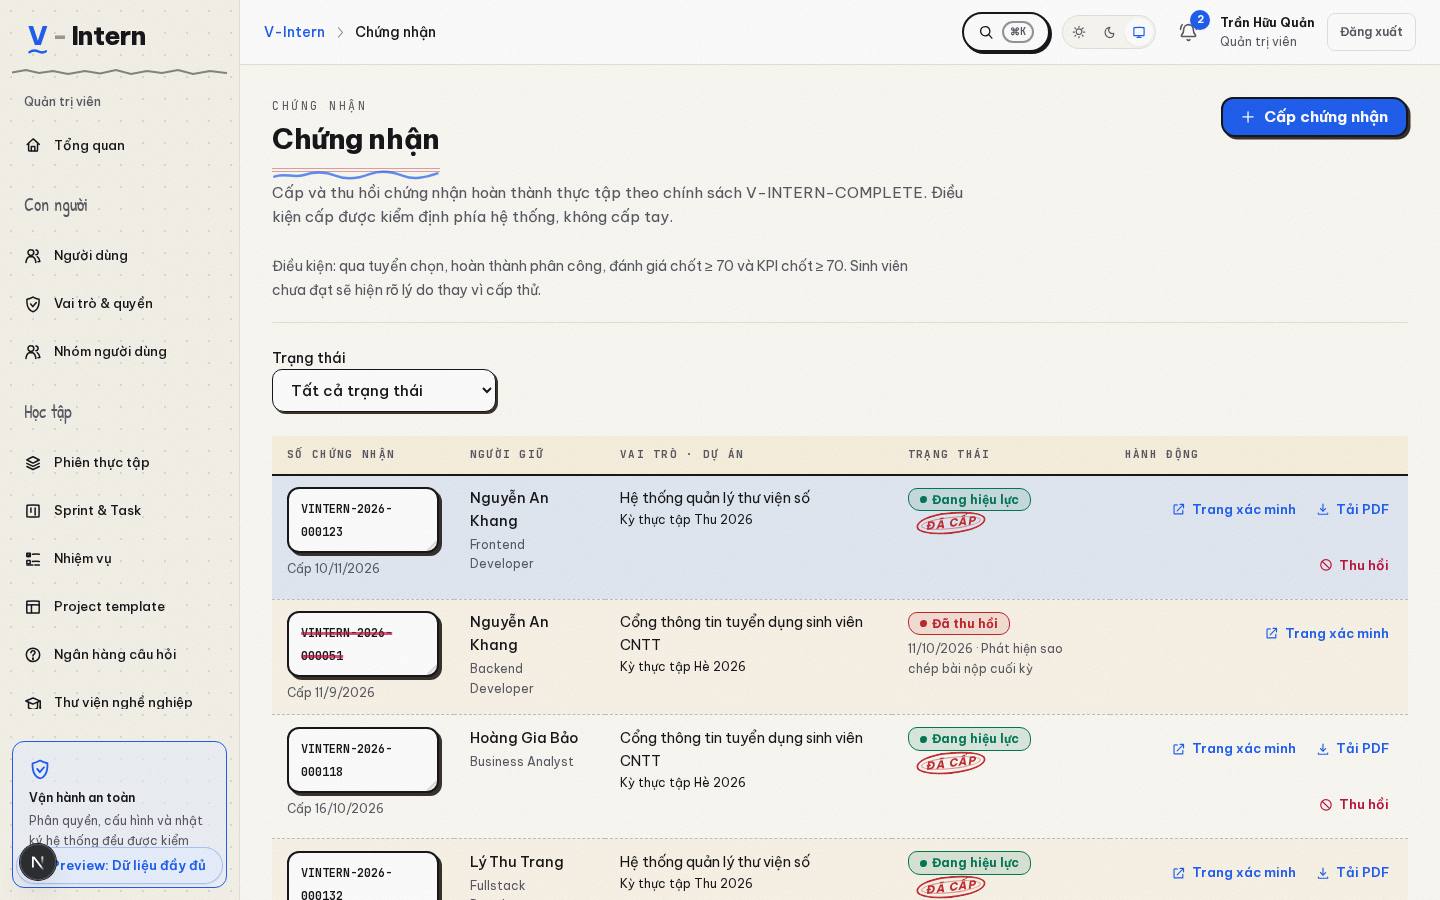 V - Intern
Quản trị viên
Tổng quan
Con người
Người dùng
Vai trò & quyền
Nhóm người dùng
Học tập
Phiên thực tập
Sprint & Task
Nhiệm vụ
Project template
Ngân hàng câu hỏi
Thư viện nghề nghiệp
Vận hành an toàn
Phân quyền, cấu hình và nhật
ký hệ thống đều được kiểm
Preview: Dữ liệu đầy đủ
N
V-Intern > Chứng nhận
⌘K
2
Trần Hữu Quản
Quản trị viên
Đăng xuất
CHỨNG NHẬN
Chứng nhận
Cấp chứng nhận
Cấp và thu hồi chứng nhận hoàn thành thực tập theo chính sách V-INTERN-COMPLETE. Điều
kiện cấp được kiểm định phía hệ thống, không cấp tay.
Điều kiện: qua tuyển chọn, hoàn thành phân công, đánh giá chốt ≥ 70 và KPI chốt ≥ 70. Sinh viên
chưa đạt sẽ hiện rõ lý do thay vì cấp thử.
Trạng thái
Tất cả trạng thái
SỐ CHỨNG NHẬN NGƯỜI GIỮ VAI TRÒ · DỰ ÁN TRẠNG THÁI HÀNH ĐỘNG
VINTERN-2026-
000123
Cấp 10/11/2026
Nguyễn An
Khang
Frontend
Developer
Hệ thống quản lý thư viện số
Kỳ thực tập Thu 2026
Đang hiệu lực
ĐÃ CẤP
Trang xác minh
Tải PDF
Thu hồi
VINTERN-2026-
000051
Cấp 11/9/2026
Nguyễn An
Khang
Backend
Developer
Cổng thông tin tuyển dụng sinh viên
CNTT
Kỳ thực tập Hè 2026
Đã thu hồi
11/10/2026 · Phát hiện sao
chép bài nộp cuối kỳ
Trang xác minh
VINTERN-2026-
000118
Cấp 16/10/2026
Hoàng Gia Bảo
Business Analyst
Cổng thông tin tuyển dụng sinh viên
CNTT
Kỳ thực tập Hè 2026
Đang hiệu lực
ĐÃ CẤP
Trang xác minh
Tải PDF
Thu hồi
VINTERN-2026-
000132
Lý Thu Trang
Fullstack
Hệ thống quản lý thư viện số
Kỳ thực tập Thu 2026
Đang hiệu lực
ĐÃ CẤP
Trang xác minh
Tải PDF